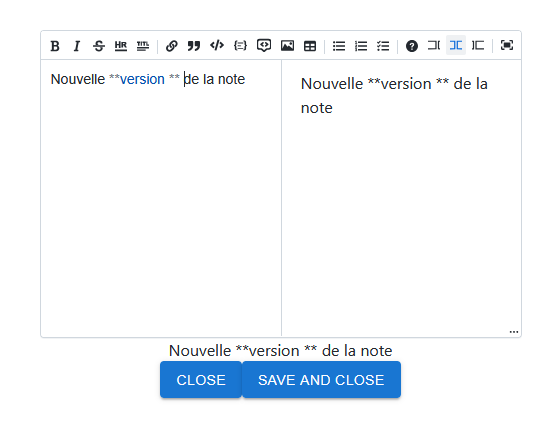 B I S HR TITL
Nouvelle **version ** de la note
Nouvelle **version ** de la
note
Nouvelle **version ** de la note
CLOSE SAVE AND CLOSE